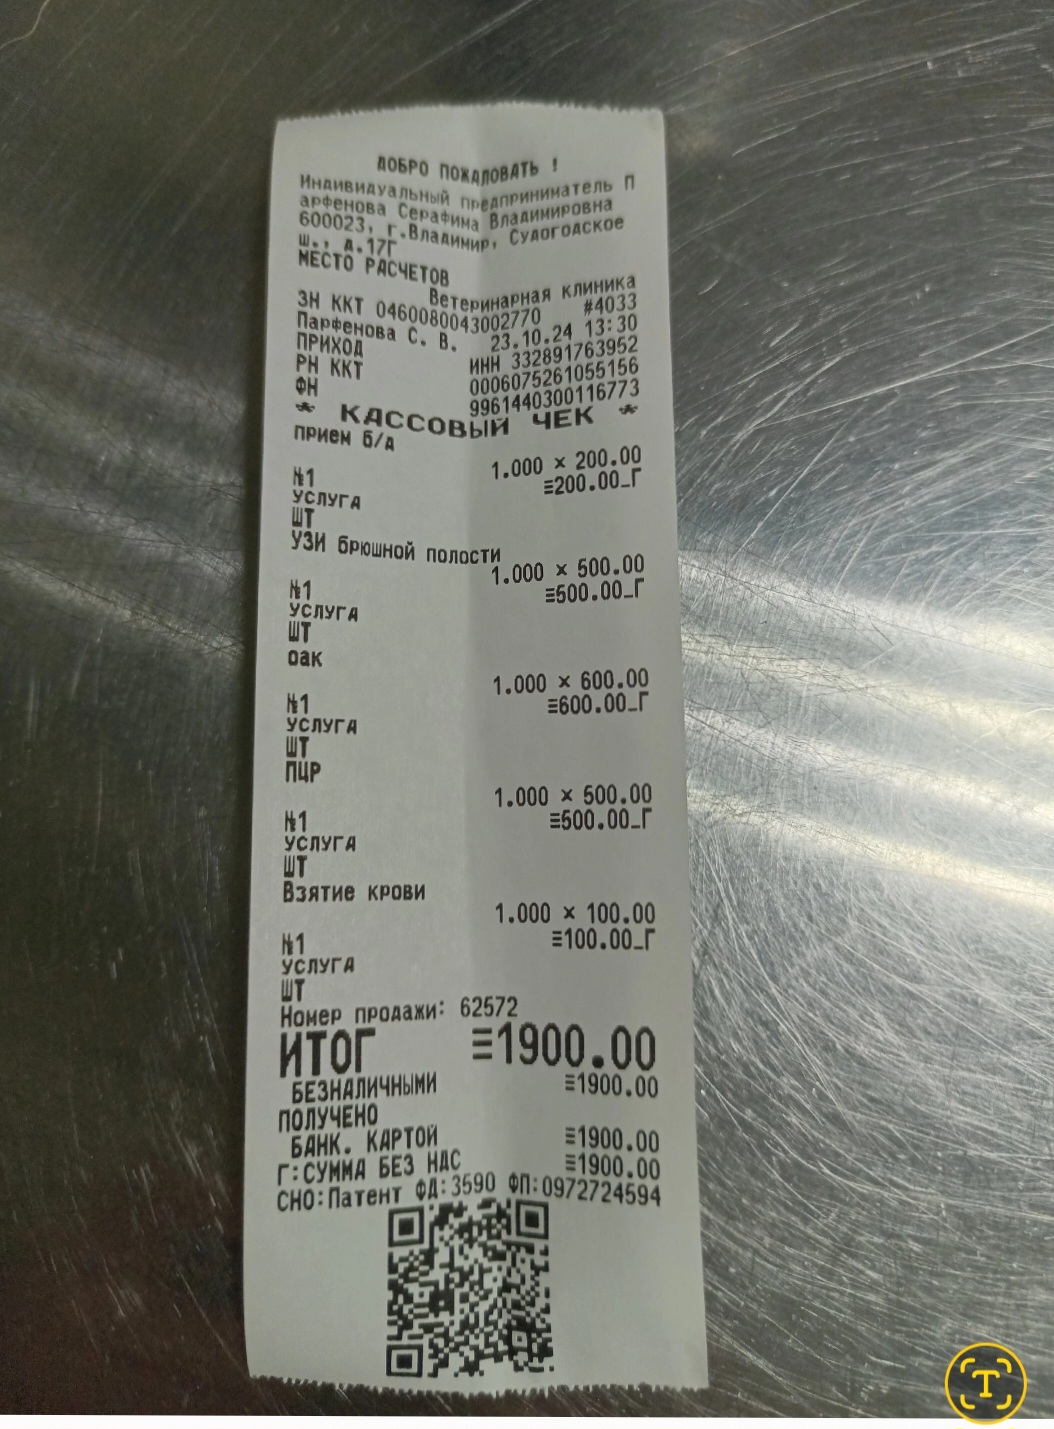 ДОБРО ПОЖАЛОВАТЬ !
Индивидуальный предприниматель П
арфенова Серафима Владимировна
600023, г.Владимир, Судогодское
ш., д.17Г
МЕСТО РАСЧЕТОВ
Ветеринарная клиника
ЗН ККТ 0460080043002770 #4033
Парфенова С. В. 23.10.24 13:30
ПРИХОД ИНН 332891763952
РН ККТ 0006075261055156
ФН 9961440300116773
* КАССОВЫЙ ЧЕК *
прием б/д
1.000 × 200.00
№1 ≡200.00_Г
УСЛУГА
ШТ
УЗИ брюшной полости
1.000 × 500.00
№1 ≡500.00_Г
УСЛУГА
ШТ
оак
1.000 × 600.00
№1 ≡600.00_Г
УСЛУГА
ШТ
ПЦР
1.000 × 500.00
№1 ≡500.00_Г
УСЛУГА
ШТ
Взятие крови
1.000 × 100.00
№1 ≡100.00_Г
УСЛУГА
ШТ
Номер продажи: 62572
ИТОГ ≡1900.00
БЕЗНАЛИЧНЫМИ ≡1900.00
ПОЛУЧЕНО
БАНК. КАРТОЙ ≡1900.00
Г:СУММА БЕЗ НДС ≡1900.00
СНО:Патент ФД:3590 ФП:0972724594
T